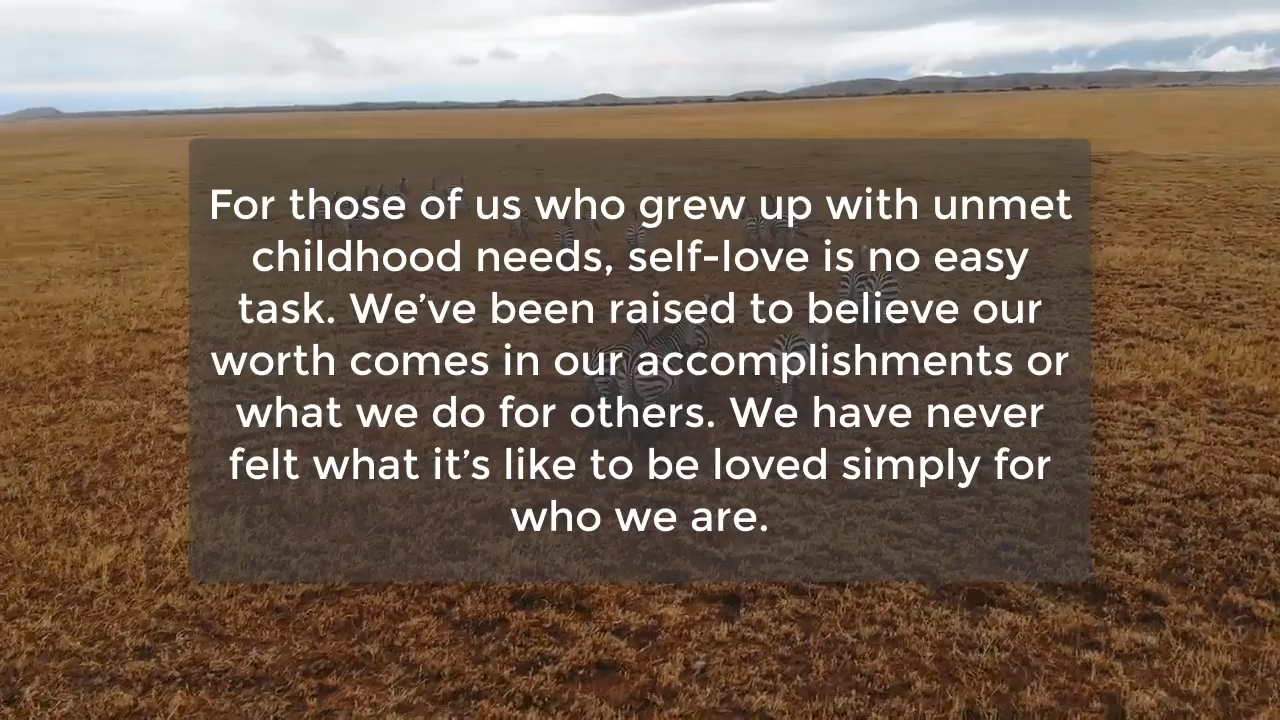 For those of us who grew up with unmet
childhood needs, self-love is no easy
task. We’ve been raised to believe our
worth comes in our accomplishments or
what we do for others. We have never
felt what it’s like to be loved simply for
who we are.